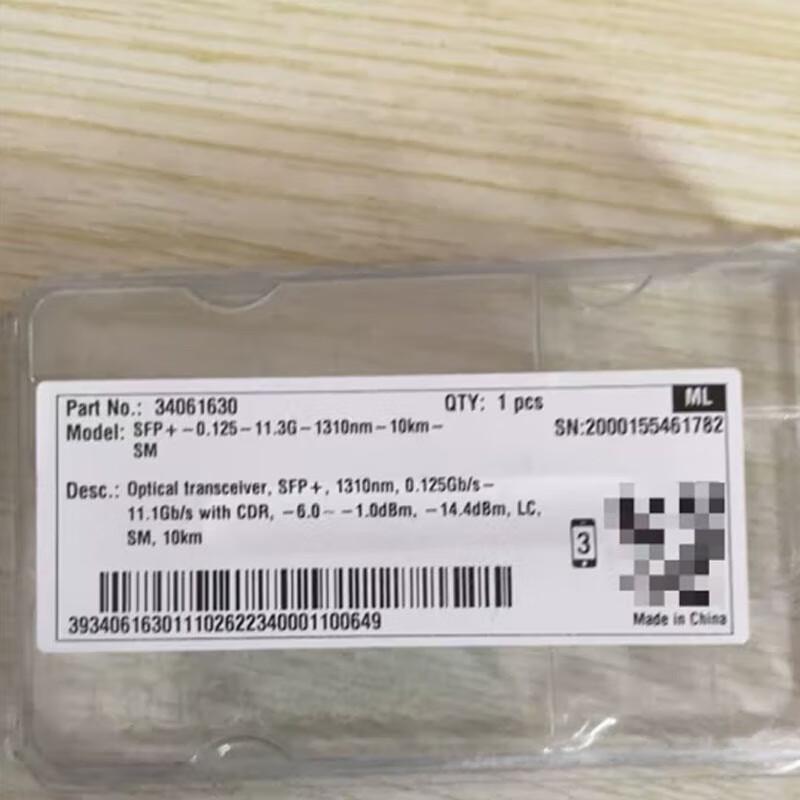 Part No.: 34061630 QTY: 1 pcs ML
Model: SFP+-0.125-11.3G-1310nm-10km- SN:2000155461782
SM
Desc.: Optical transceiver, SFP+, 1310nm, 0.125Gb/s-
11.1Gb/s with CDR, -6.0~-1.0dBm, -14.4dBm, LC,
SM, 10km
3
393406163011102622340001100649
Made in China